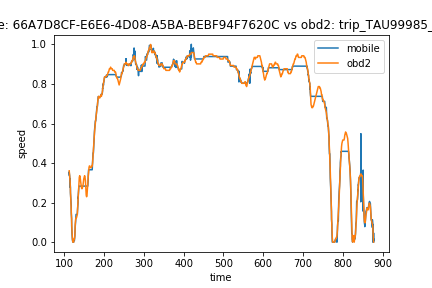 e: 66A7D8CF-E6E6-4D08-A5BA-BEBF94F7620C vs obd2: trip_TAU99985_
mobile
obd2
1.0
0.8
0.6
0.4
0.2
0.0
speed
100 200 300 400 500 600 700 800 900
time